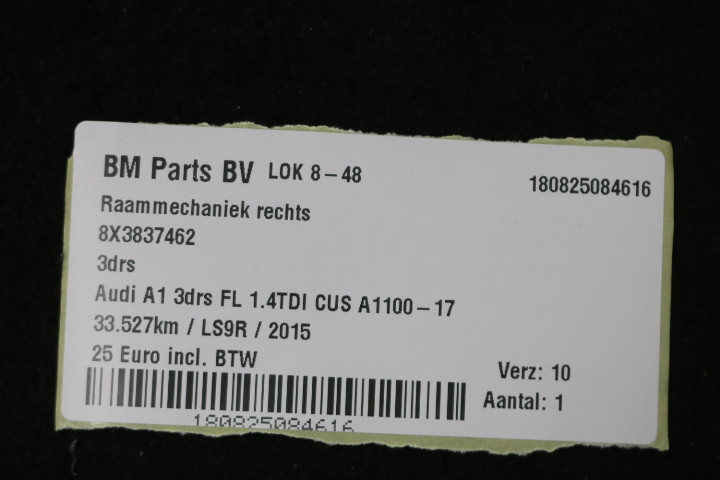 BM Parts BV LOK 8-48 180825084616
Raammechaniek rechts
8X3837462
3drs
Audi A1 3drs FL 1.4TDI CUS A1100-17
33.527km / LS9R / 2015
25 Euro incl. BTW
Verz: 10
Aantal: 1
180825084616